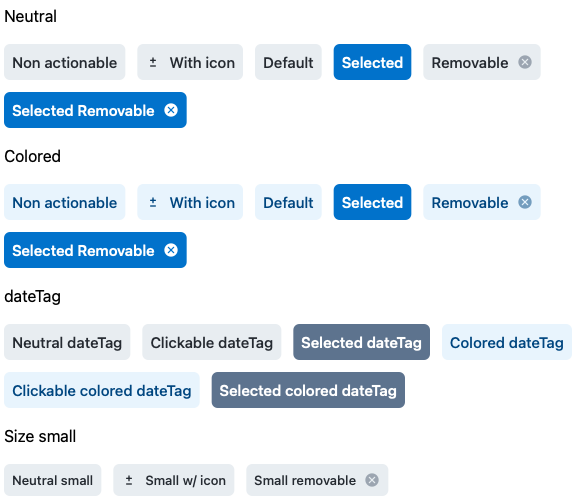 Neutral
Non actionable ± With icon Default Selected Removable
Selected Removable
Colored
Non actionable ± With icon Default Selected Removable
Selected Removable
dateTag
Neutral dateTag Clickable dateTag Selected dateTag Colored dateTag
Clickable colored dateTag Selected colored dateTag
Size small
Neutral small ± Small w/ icon Small removable